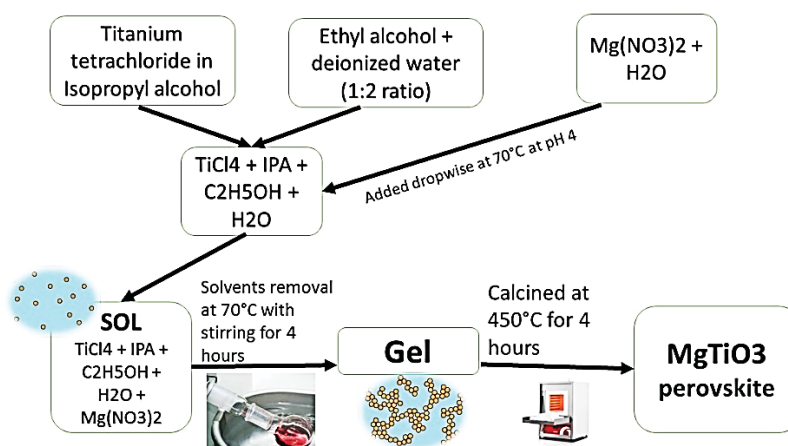 Titanium
tetrachloride in
Isopropyl alcohol
Ethyl alcohol +
deionized water
(1:2 ratio)
Mg(NO3)2 +
H2O
TiCl4 + IPA +
C2H5OH +
H2O
Added dropwise at 70°C at pH 4
SOL
TiCl4 + IPA +
C2H5OH +
H2O +
Mg(NO3)2
Solvents removal
at 70°C with
stirring for 4
hours
Gel
Calcined at
450°C for 4
hours
MgTiO3
perovskite